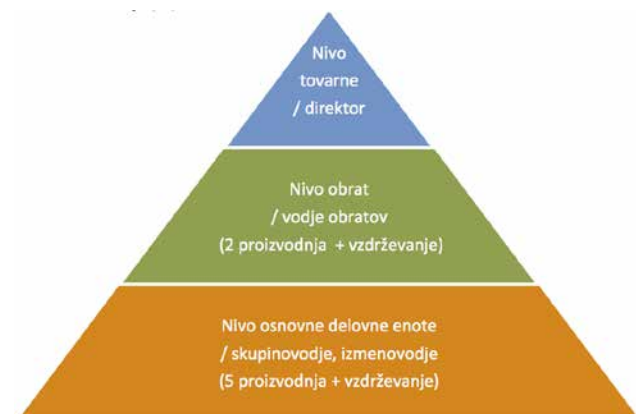 Nivo
tovarne
/ direktor
Nivo obrat
/ vodje obratov
(2 proizvodnja + vzdrževanje)
Nivo osnovne delovne enote
/ skupinovodje, izmenovodje
(5 proizvodnja + vzdrževanje)